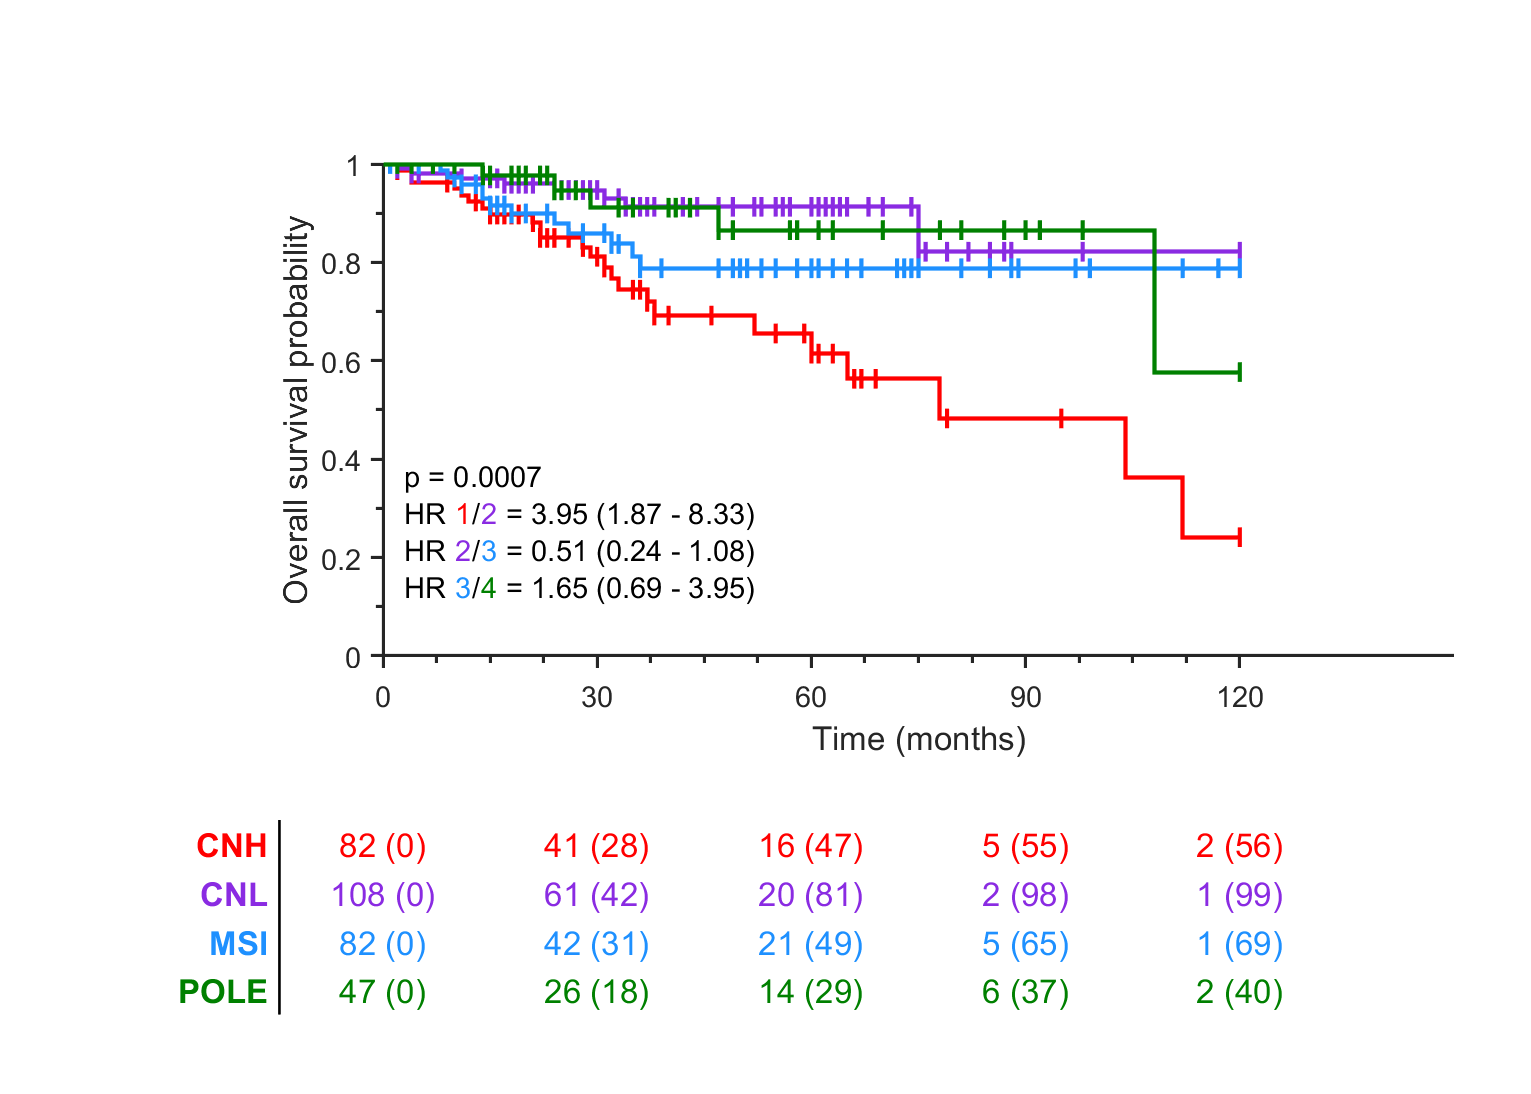 Overall survival probability
1
0.8
0.6
0.4
0.2
0
p = 0.0007
HR 1/2 = 3.95 (1.87 - 8.33)
HR 2/3 = 0.51 (0.24 - 1.08)
HR 3/4 = 1.65 (0.69 - 3.95)
0 30 60 90 120
Time (months)
CNH 82 (0) 41 (28) 16 (47) 5 (55) 2 (56)
CNL 108 (0) 61 (42) 20 (81) 2 (98) 1 (99)
MSI 82 (0) 42 (31) 21 (49) 5 (65) 1 (69)
POLE 47 (0) 26 (18) 14 (29) 6 (37) 2 (40)